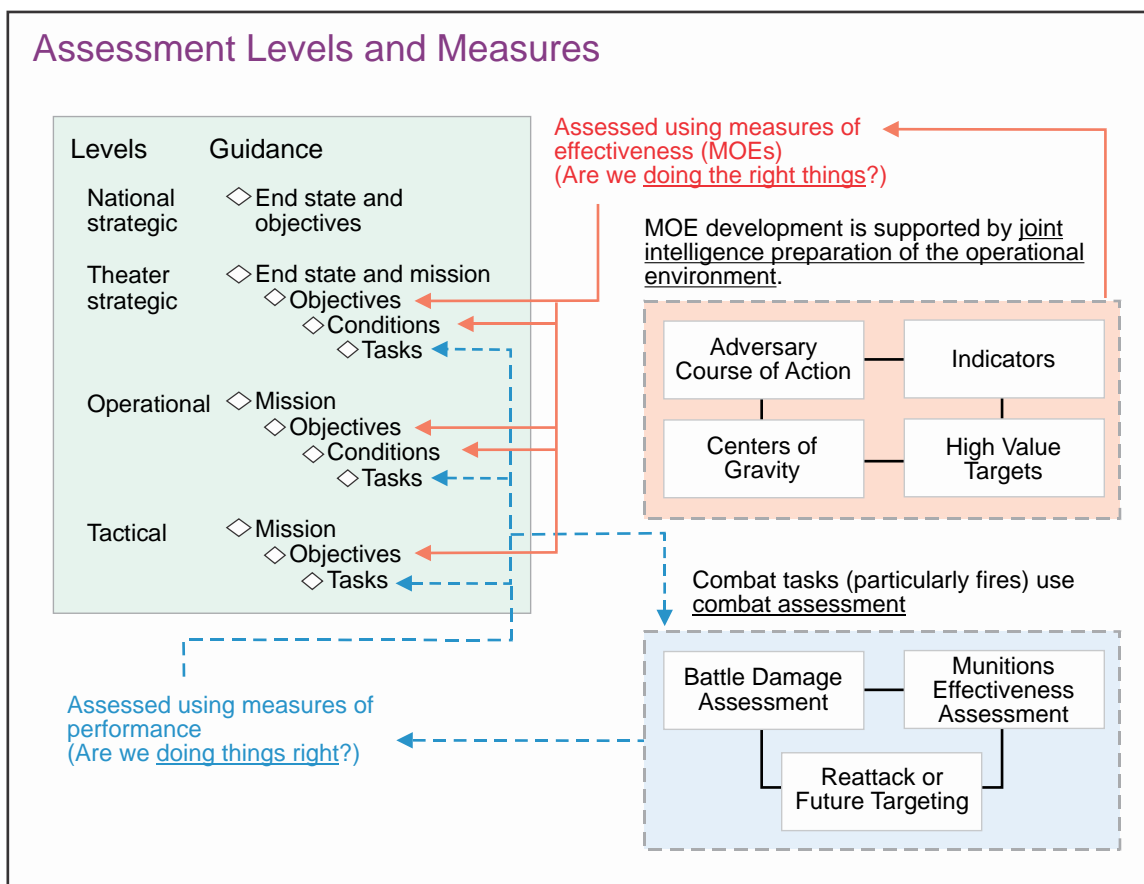 Assessment Levels and Measures
Levels Guidance
National strategic
End state and objectives
Theater strategic
End state and mission
Objectives
Conditions
Tasks
Operational
Mission
Objectives
Conditions
Tasks
Tactical
Mission
Objectives
Tasks
Assessed using measures of
effectiveness (MOEs)
(Are we doing the right things?)
MOE development is supported by joint
intelligence preparation of the operational
environment.
Adversary
Course of Action
Indicators
Centers of
Gravity
High Value
Targets
Combat tasks (particularly fires) use
combat assessment
Battle Damage
Assessment
Munitions
Effectiveness
Assessment
Reattack or
Future Targeting
Assessed using measures of
performance
(Are we doing things right?)